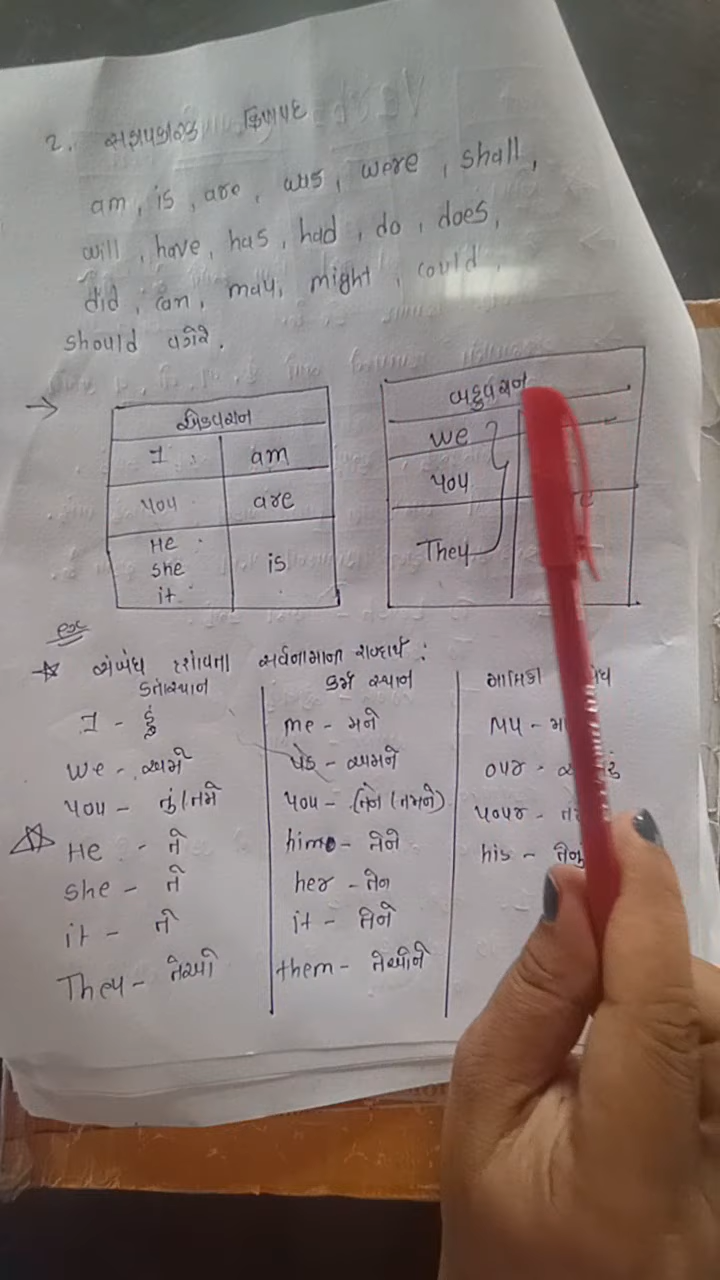 2. સહાયકારક ક્રિયાપદ
am, is, are, was, were, shall,
will, have, has, had, do, does,
did, can, may, might, could,
should વગેરે.
એકવચન
I am
you are
He
she is
it
બહુવચન
we
you
They
ex
સંબંધ દર્શાવતા સર્વનામોના શબ્દાર્થ :
કર્તાસ્થાન કર્મ સ્થાન
I - હું me - મને My -
we - અમે - અમને our -
you - તું/તમે you - (તને/તમને) your -
He - તે him - તેને his - તેનું
she - તે her - તેને
it - તે it - તેને
They - તેઓ them - તેઓને